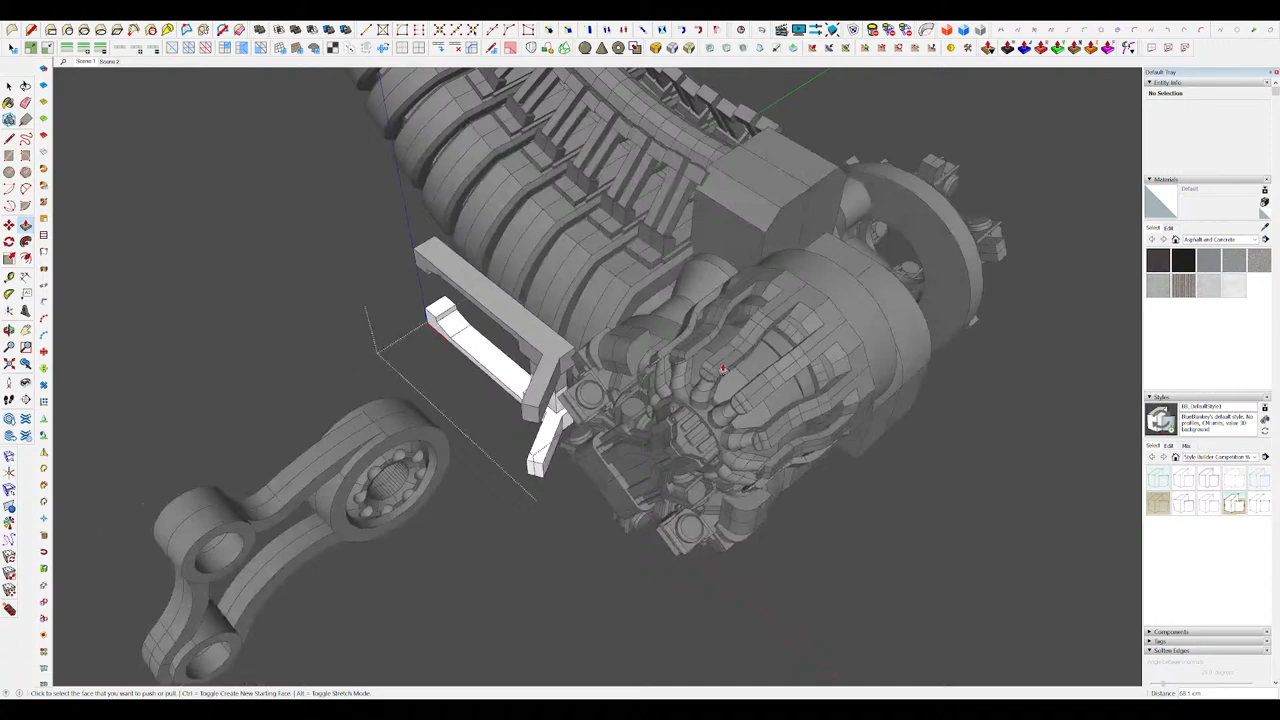 Scene 1 Scene 2
Default Tray
Entity Info
No Selection
Materials
Default
Select Edit
Asphalt and Concrete
Styles
BB_DefaultStyle1
default style. No
profiles, CM units, value 30
background
Select Edit Mix
Style Builder Competition
Components
Tags
Soften Edges
Click to select the face that you want to push or pull. | Ctrl = Toggle Create New Starting Face. | Alt = Toggle Stretch Mode.
Distance 68.1 cm